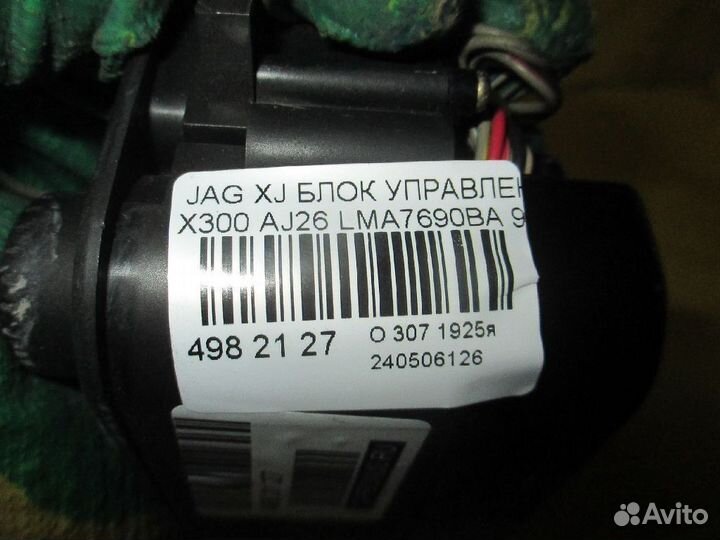 JAG XJ БЛОК УПРАВЛЕН
X300 AJ26 LMA7690BA 9
498 21 27
О 307 1925я
240506126
Avito